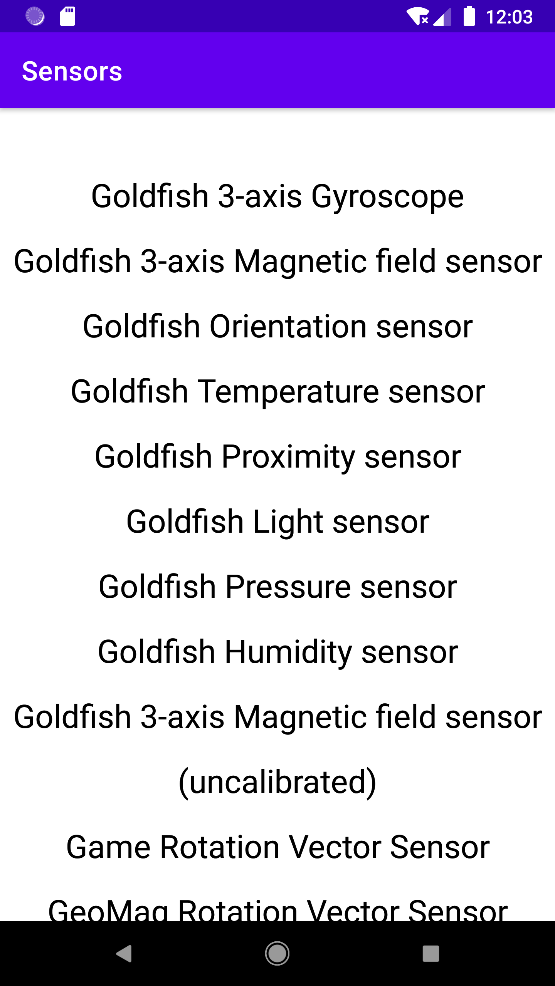 12:03
Sensors
Goldfish 3-axis Gyroscope
Goldfish 3-axis Magnetic field sensor
Goldfish Orientation sensor
Goldfish Temperature sensor
Goldfish Proximity sensor
Goldfish Light sensor
Goldfish Pressure sensor
Goldfish Humidity sensor
Goldfish 3-axis Magnetic field sensor
(uncalibrated)
Game Rotation Vector Sensor
GeoMag Rotation Vector Sensor